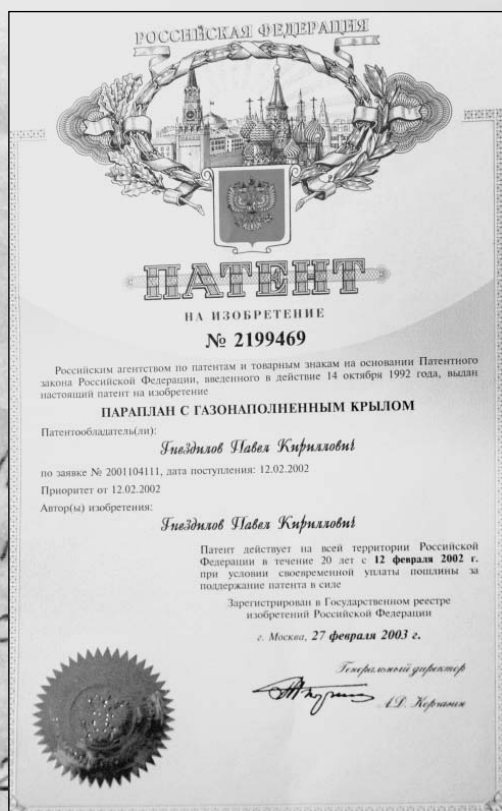 РОССИЙСКАЯ ФЕДЕРАЦИЯ
ПАТЕНТ
НА ИЗОБРЕТЕНИЕ
№ 2199469
Российским агентством по патентам и товарным знакам на основании Патентного
закона Российской Федерации, введенного в действие 14 октября 1992 года, выдан
настоящий патент на изобретение
ПАРАПЛАН С ГАЗОНАПОЛНЕННЫМ КРЫЛОМ
Патентообладатель(ли):
Гнездилов Павел Кириллович
по заявке № 2001104111, дата поступления: 12.02.2002
Приоритет от 12.02.2002
Автор(ы) изобретения:
Гнездилов Павел Кириллович
Патент действует на всей территории Российской
Федерации в течение 20 лет с 12 февраля 2002 г.
при условии своевременной уплаты пошлины за
поддержание патента в силе
Зарегистрирован в Государственном реестре
изобретений Российской Федерации
г. Москва, 27 февраля 2003 г.
Генеральный директор
А.Д. Корчагин